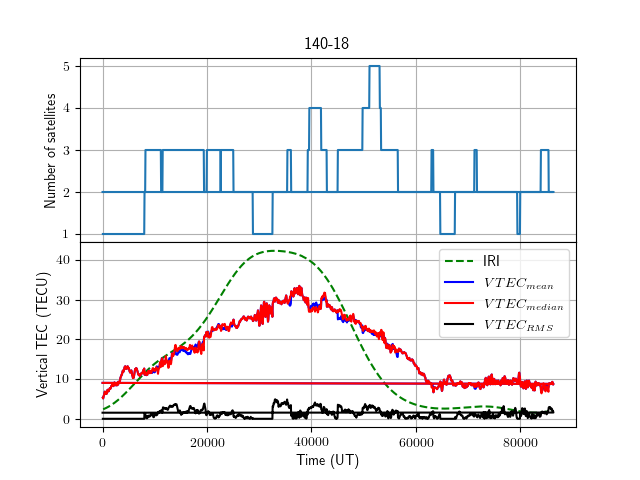 140-18
Number of satellites
5
4
3
2
1
Vertical TEC (TECU)
40
30
20
10
0
IRI
VTEC_mean
VTEC_median
VTEC_RMS
0 20000 40000 60000 80000
Time (UT)